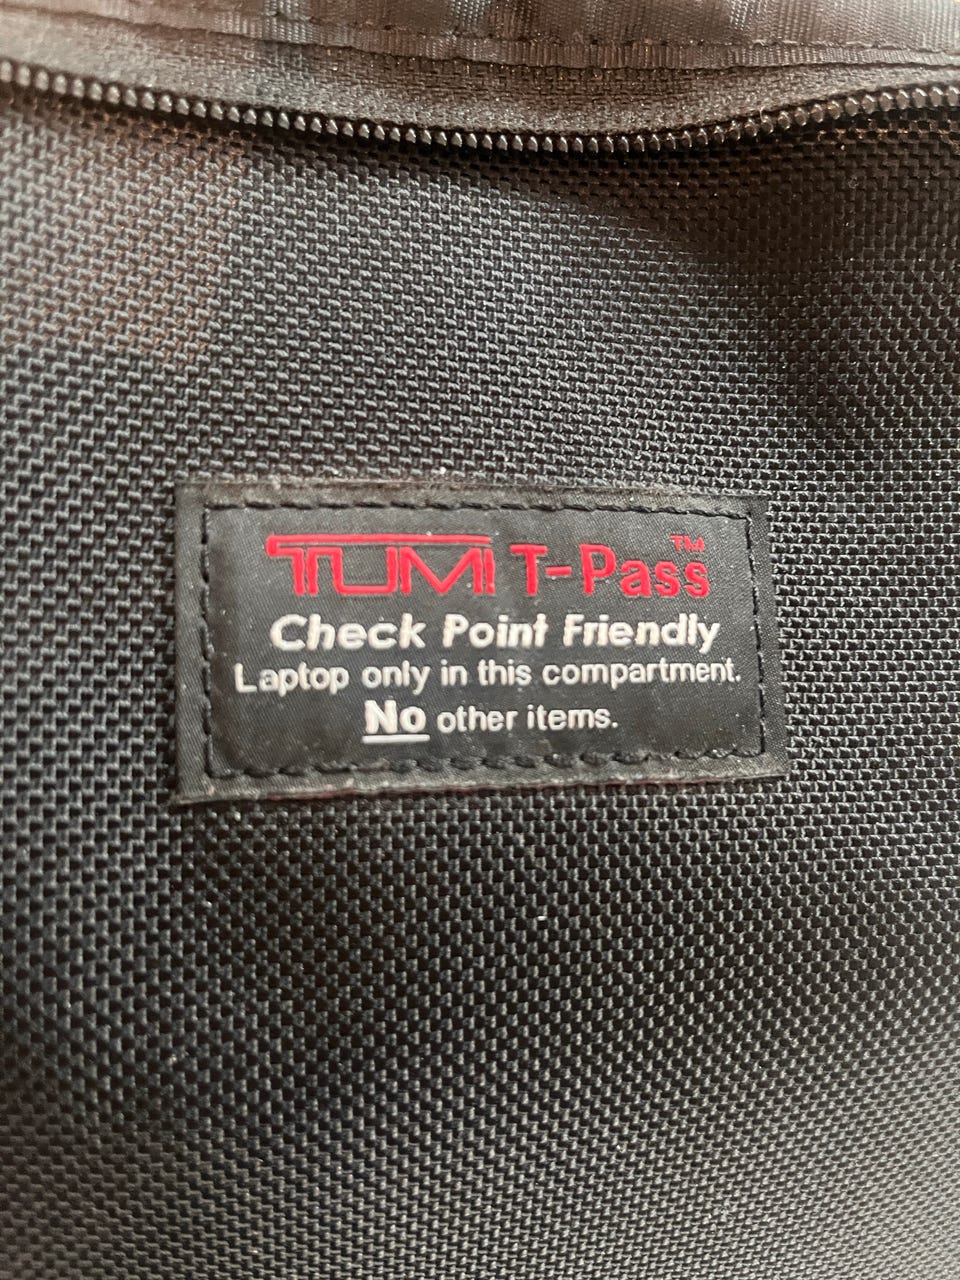 TUMI T-Pass™
Check Point Friendly
Laptop only in this compartment.
No other items.